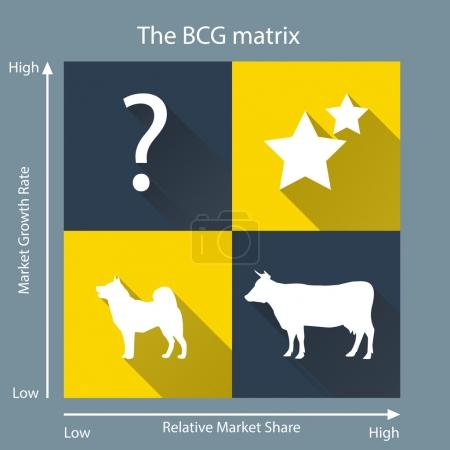 The BCG matrix
High
?
Market Growth Rate
Low
Low
Relative Market Share
High